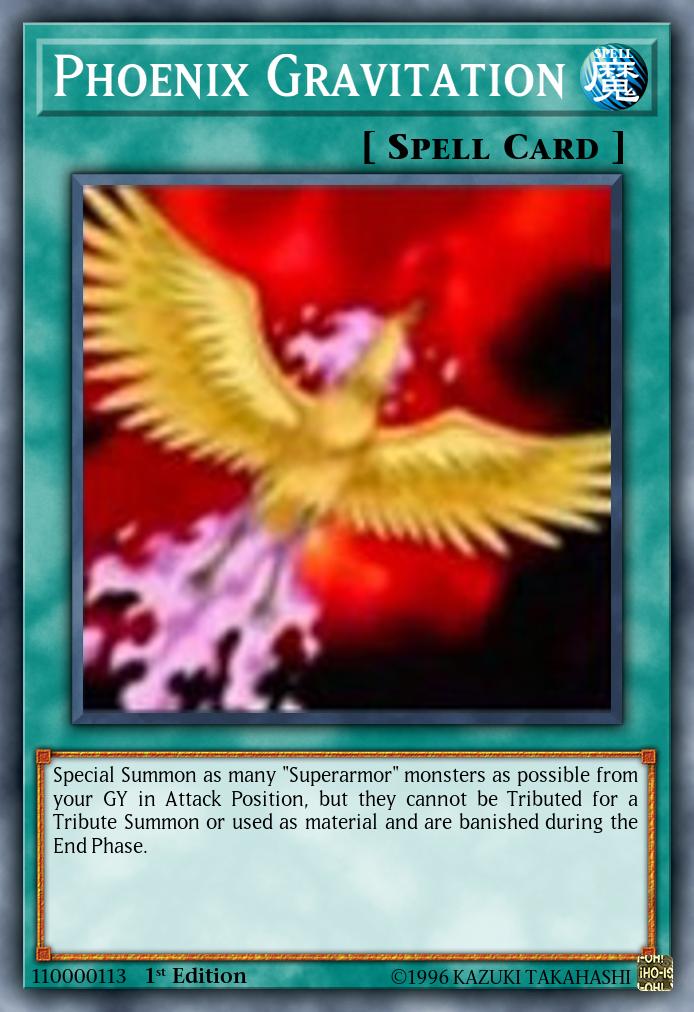 PHOENIX GRAVITATION
SPELL
魔
[ SPELL CARD ]
Special Summon as many "Superarmor" monsters as possible from
your GY in Attack Position, but they cannot be Tributed for a
Tribute Summon or used as material and are banished during the
End Phase.
110000113 1st Edition ©1996 KAZUKI TAKAHASHI